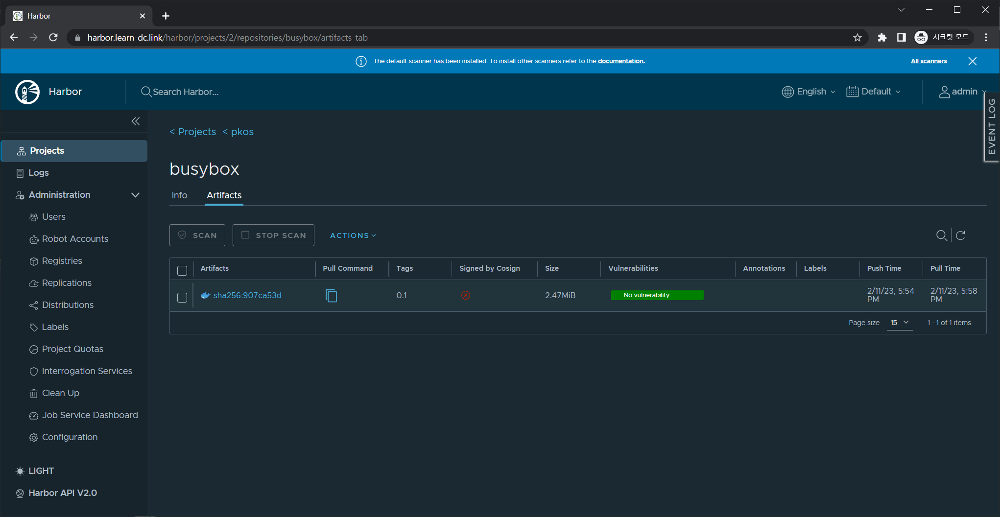 Harbor
harbor.learn-dc.link/harbor/projects/2/repositories/busybox/artifacts-tab
시크릿 모드
The default scanner has been installed. To install other scanners refer to the documentation.
All scanners
Harbor
Search Harbor...
English
Default
admin
EVENT LOG
Projects
Logs
Administration
Users
Robot Accounts
Registries
Replications
Distributions
Labels
Project Quotas
Interrogation Services
Clean Up
Job Service Dashboard
Configuration
LIGHT
Harbor API V2.0
< Projects < pkos
busybox
Info Artifacts
SCAN STOP SCAN ACTIONS
Artifacts Pull Command Tags Signed by Cosign Size Vulnerabilities Annotations Labels Push Time Pull Time
sha256:907ca53d 0.1 2.47MiB No vulnerability 2/11/23, 5:54 PM 2/11/23, 5:58 PM
Page size 15 1 - 1 of 1 items